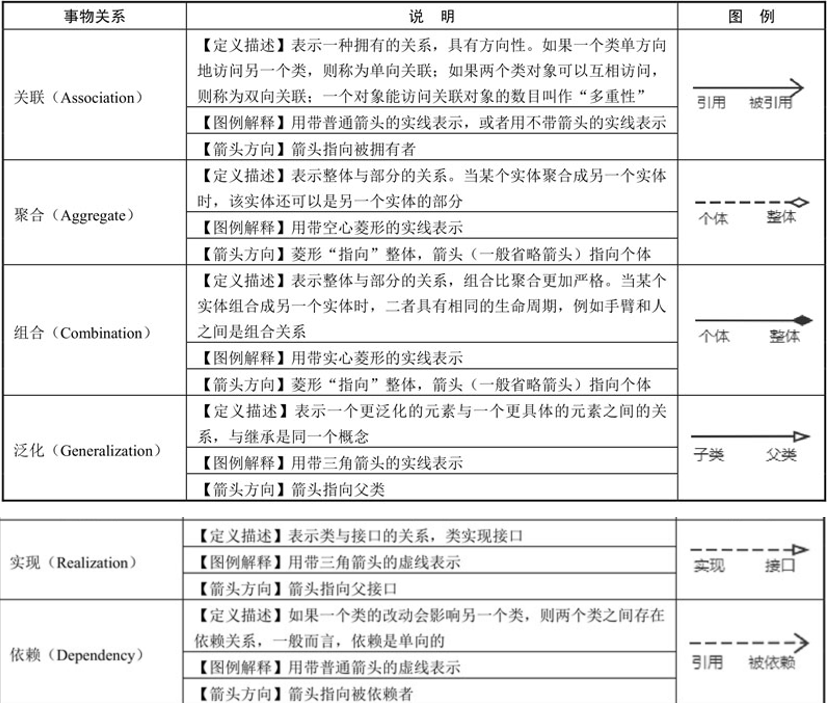 事物关系 说 明 图 例
关联（Association）
【定义描述】表示一种拥有的关系，具有方向性。如果一个类单方向
地访问另一个类，则称为单向关联；如果两个类对象可以互相访问，
则称为双向关联；一个对象能访问关联对象的数目叫作“多重性”
【图例解释】用带普通箭头的实线表示，或者用不带箭头的实线表示
【箭头方向】箭头指向被拥有者
引用 被引用
聚合（Aggregate）
【定义描述】表示整体与部分的关系。当某个实体聚合成另一个实体
时，该实体还可以是另一个实体的部分
【图例解释】用带空心菱形的实线表示
【箭头方向】菱形“指向”整体，箭头（一般省略箭头）指向个体
个体 整体
组合（Combination）
【定义描述】表示整体与部分的关系，组合比聚合更加严格。当某个
实体组合成另一个实体时，二者具有相同的生命周期，例如手臂和人
之间是组合关系
【图例解释】用带实心菱形的实线表示
【箭头方向】菱形“指向”整体，箭头（一般省略箭头）指向个体
个体 整体
泛化（Generalization）
【定义描述】表示一个更泛化的元素与一个更具体的元素之间的关
系，与继承是同一个概念
【图例解释】用带三角箭头的实线表示
【箭头方向】箭头指向父类
子类 父类
实现（Realization）
【定义描述】表示类与接口的关系，类实现接口
【图例解释】用带三角箭头的虚线表示
【箭头方向】箭头指向父接口
实现 接口
依赖（Dependency）
【定义描述】如果一个类的改动会影响另一个类，则两个类之间存在
依赖关系，一般而言，依赖是单向的
【图例解释】用带普通箭头的虚线表示
【箭头方向】箭头指向被依赖者
引用 被依赖